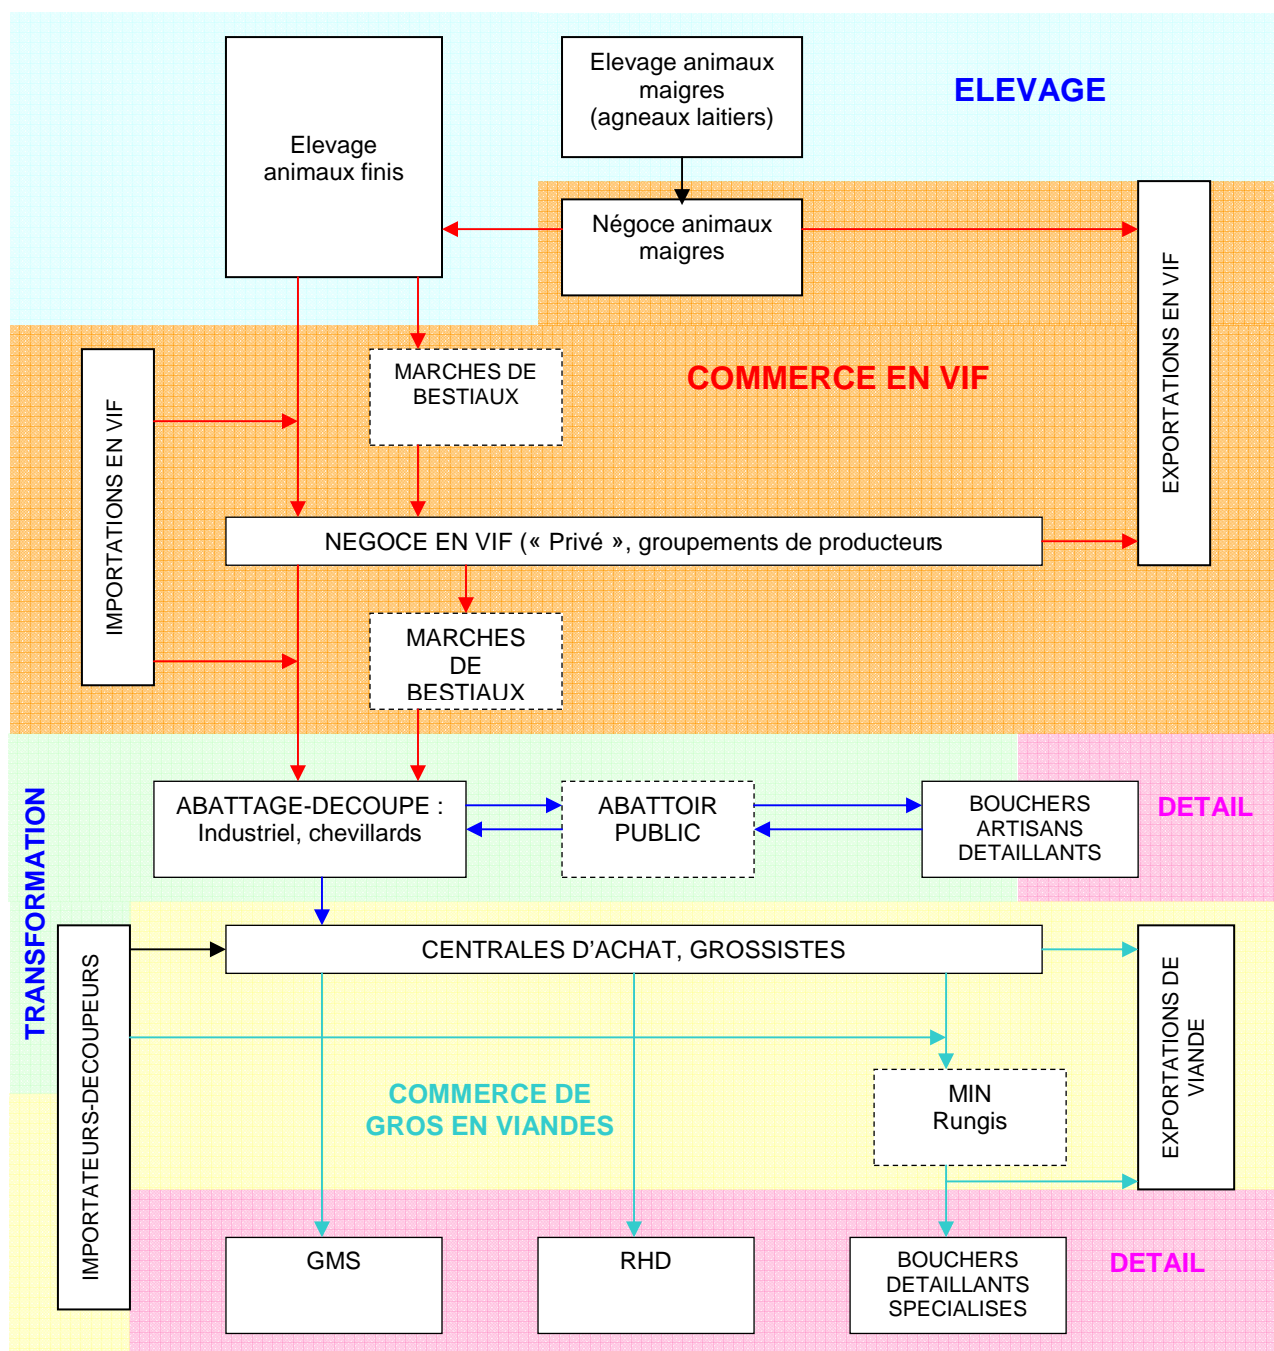 Elevage animaux
maigres
(agneaux laitiers)
ELEVAGE
Elevage
animaux finis
Négoce animaux
maigres
EXPORTATIONS EN VIF
IMPORTATIONS EN VIF
MARCHES DE
BESTIAUX
COMMERCE EN VIF
NEGOCE EN VIF (« Privé », groupements de producteurs
MARCHES
DE
BESTIAUX
TRANSFORMATION
ABATTAGE-DECOUPE :
Industriel, chevillards
ABATTOIR
PUBLIC
BOUCHERS
ARTISANS
DETAILLANTS
DETAIL
IMPORTATEURS-DECOUPEURS
CENTRALES D'ACHAT, GROSSISTES
EXPORTATIONS DE
VIANDE
COMMERCE DE
GROS EN VIANDES
MIN
Rungis
GMS
RHD
BOUCHERS
DETAILLANTS
SPECIALISES
DETAIL